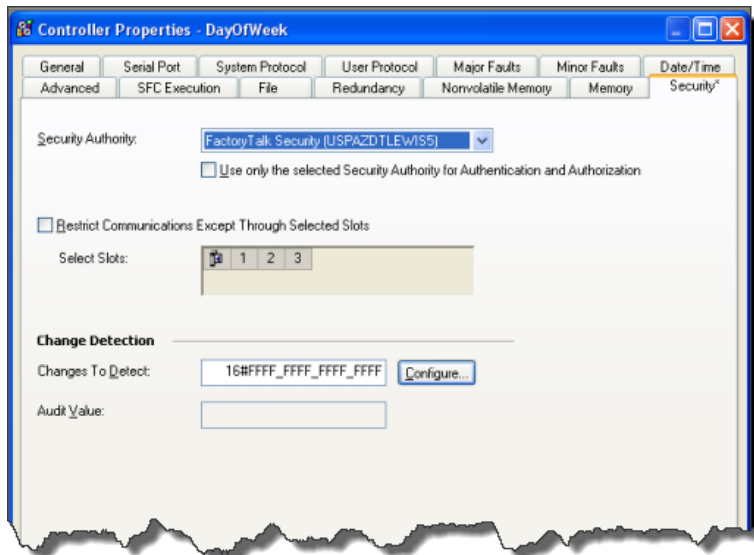 Controller Properties - DayOfWeek
General Serial Port System Protocol User Protocol Major Faults Minor Faults Date/Time
Advanced SFC Execution File Redundancy Nonvolatile Memory Memory Security*
Security Authority: FactoryTalk Security (USPAZDTLEWIS5)
Use only the selected Security Authority for Authentication and Authorization
Restrict Communications Except Through Selected Slots
Select Slots: 1 2 3
Change Detection
Changes To Detect: 16#FFFF_FFFF_FFFF_FFFF Configure...
Audit Value: